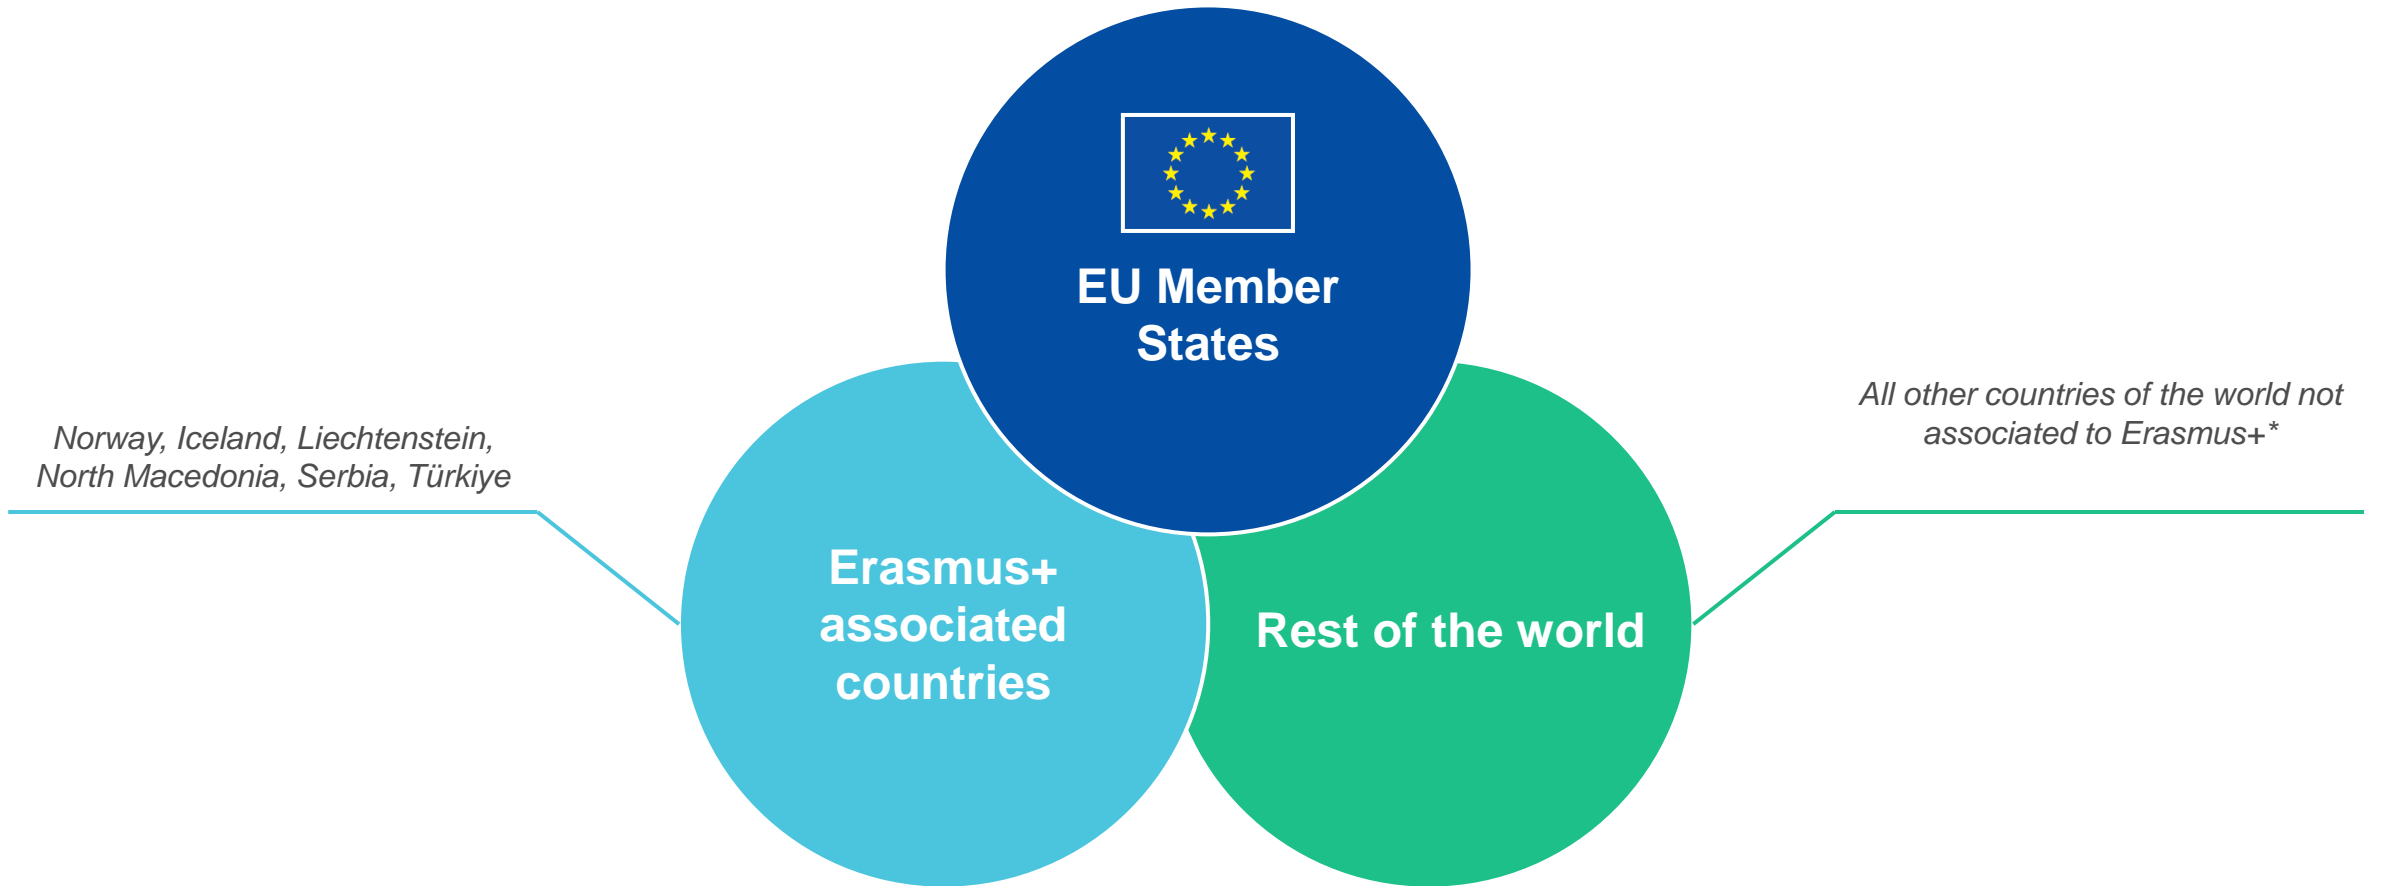 EU Member
States
Norway, Iceland, Liechtenstein,
North Macedonia, Serbia, Türkiye
All other countries of the world not
associated to Erasmus+*
Erasmus+
associated
countries
Rest of the world